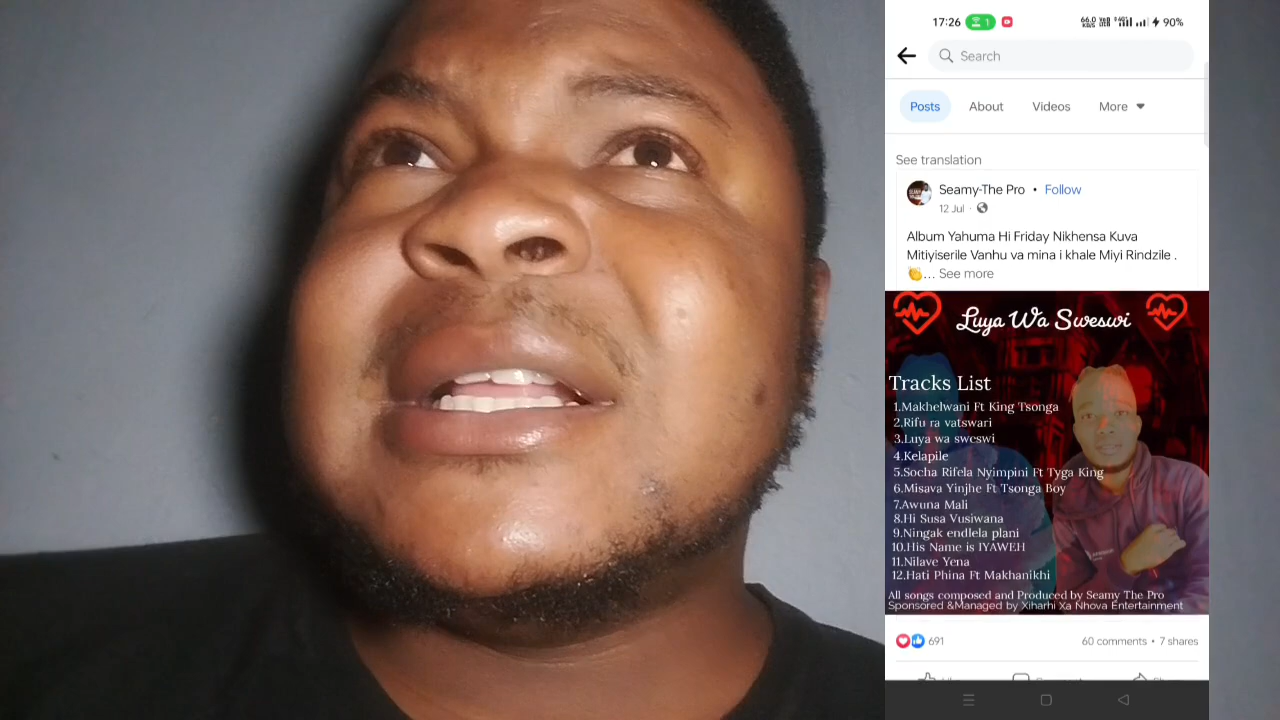 17:26
1
66.0
KB/S
90%
Search
Posts
About
Videos
More
See translation
Seamy-The Pro • Follow
12 Jul ·
Album Yahuma Hi Friday Nikhensa Kuva
Mitiyiserile Vanhu va mina i khale Miyi Rindzile .
👏... See more
Luya Wa Sweswi
Tracks List
1.Makhelwani Ft King Tsonga
2.Rifu ra vatswari
3.Luya wa sweswi
4.Kelapile
5.Socha Rifela Nyimpini Ft Tyga King
6.Misava Yinjhe Ft Tsonga Boy
7.Awuna Mali
8.Hi Susa Vusiwana
9.Ningak endlela plani
10.His Name is IYAWEH
11.Nilave Yena
12.Hati Phina Ft Makhanikhi
All songs composed and Produced by Seamy The Pro
Sponsored &Managed by Xiharhi Xa Nhova Entertainment
691
60 comments • 7 shares